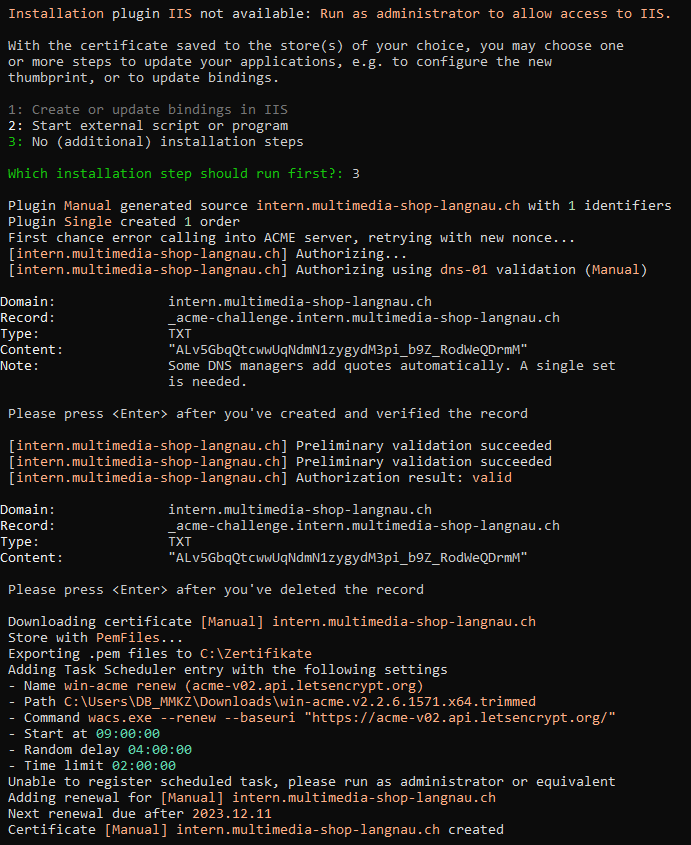 Installation plugin IIS not available: Run as administrator to allow access to IIS.
With the certificate saved to the store(s) of your choice, you may choose one
or more steps to update your applications, e.g. to configure the new
thumbprint, or to update bindings.
1: Create or update bindings in IIS
2: Start external script or program
3: No (additional) installation steps
Which installation step should run first?: 3
Plugin Manual generated source intern.multimedia-shop-langnau.ch with 1 identifiers
Plugin Single created 1 order
First chance error calling into ACME server, retrying with new nonce...
[intern.multimedia-shop-langnau.ch] Authorizing...
[intern.multimedia-shop-langnau.ch] Authorizing using dns-01 validation (Manual)
Domain: intern.multimedia-shop-langnau.ch
Record: _acme-challenge.intern.multimedia-shop-langnau.ch
Type: TXT
Content: "ALv5GbqQtcwwUqNdmN1zygydM3pi_b9Z_RodWeQDrmM"
Note: Some DNS managers add quotes automatically. A single set
is needed.
Please press <Enter> after you've created and verified the record
[intern.multimedia-shop-langnau.ch] Preliminary validation succeeded
[intern.multimedia-shop-langnau.ch] Preliminary validation succeeded
[intern.multimedia-shop-langnau.ch] Authorization result: valid
Domain: intern.multimedia-shop-langnau.ch
Record: _acme-challenge.intern.multimedia-shop-langnau.ch
Type: TXT
Content: "ALv5GbqQtcwwUqNdmN1zygydM3pi_b9Z_RodWeQDrmM"
Please press <Enter> after you've deleted the record
Downloading certificate [Manual] intern.multimedia-shop-langnau.ch
Store with PemFiles...
Exporting .pem files to C:\Zertifikate
Adding Task Scheduler entry with the following settings
- Name win-acme renew (acme-v02.api.letsencrypt.org)
- Path C:\Users\DB_MMKZ\Downloads\win-acme.v2.2.6.1571.x64.trimmed
- Command wacs.exe --renew --baseuri "https://acme-v02.api.letsencrypt.org/"
- Start at 09:00:00
- Random delay 04:00:00
- Time limit 02:00:00
Unable to register scheduled task, please run as administrator or equivalent
Adding renewal for [Manual] intern.multimedia-shop-langnau.ch
Next renewal due after 2023.12.11
Certificate [Manual] intern.multimedia-shop-langnau.ch created